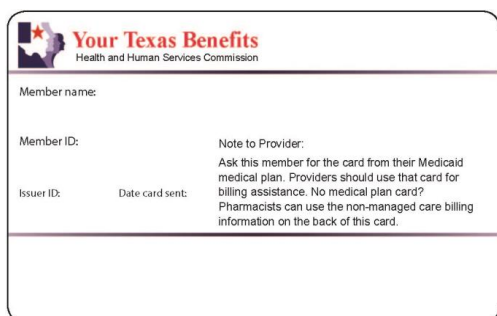 Your Texas Benefits
Health and Human Services Commission
Member name:
Member ID:
Note to Provider:
Ask this member for the card from their Medicaid
medical plan. Providers should use that card for
billing assistance. No medical plan card?
Pharmacists can use the non-managed care billing
information on the back of this card.
Issuer ID:
Date card sent: